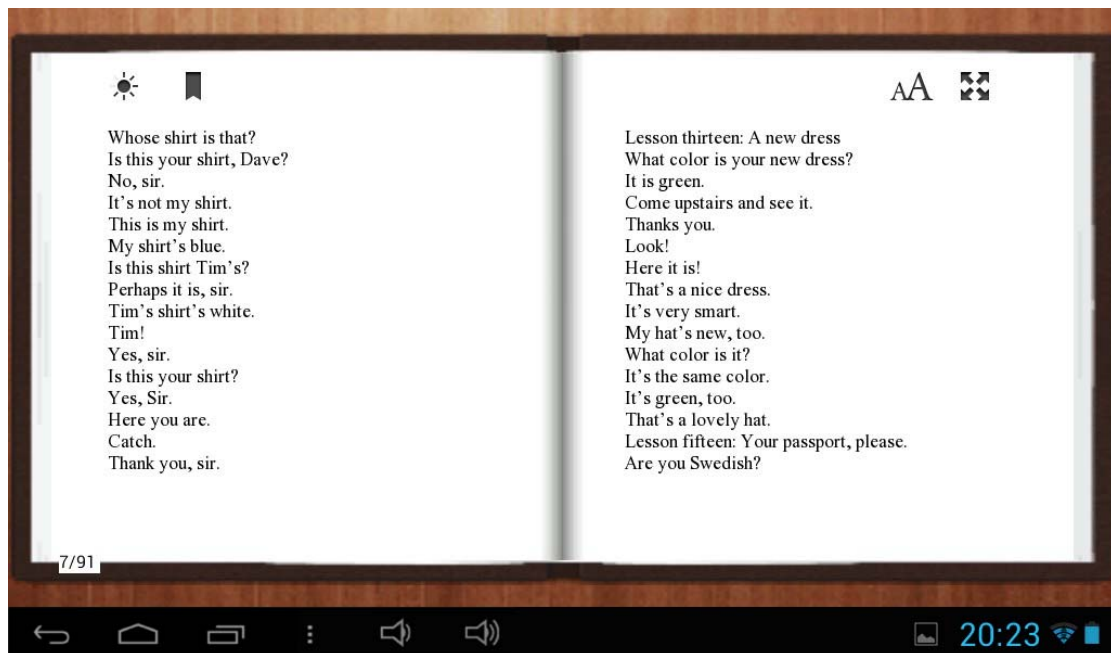 AA
Whose shirt is that?
Is this your shirt, Dave?
No, sir.
It's not my shirt.
This is my shirt.
My shirt's blue.
Is this shirt Tim's?
Perhaps it is, sir.
Tim's shirt's white.
Tim!
Yes, sir.
Is this your shirt?
Yes, Sir.
Here you are.
Catch.
Thank you, sir.
7/91
Lesson thirteen: A new dress
What color is your new dress?
It is green.
Come upstairs and see it.
Thanks you.
Look!
Here it is!
That's a nice dress.
It's very smart.
My hat's new, too.
What color is it?
It's the same color.
It's green, too.
That's a lovely hat.
Lesson fifteen: Your passport, please.
Are you Swedish?
20:23